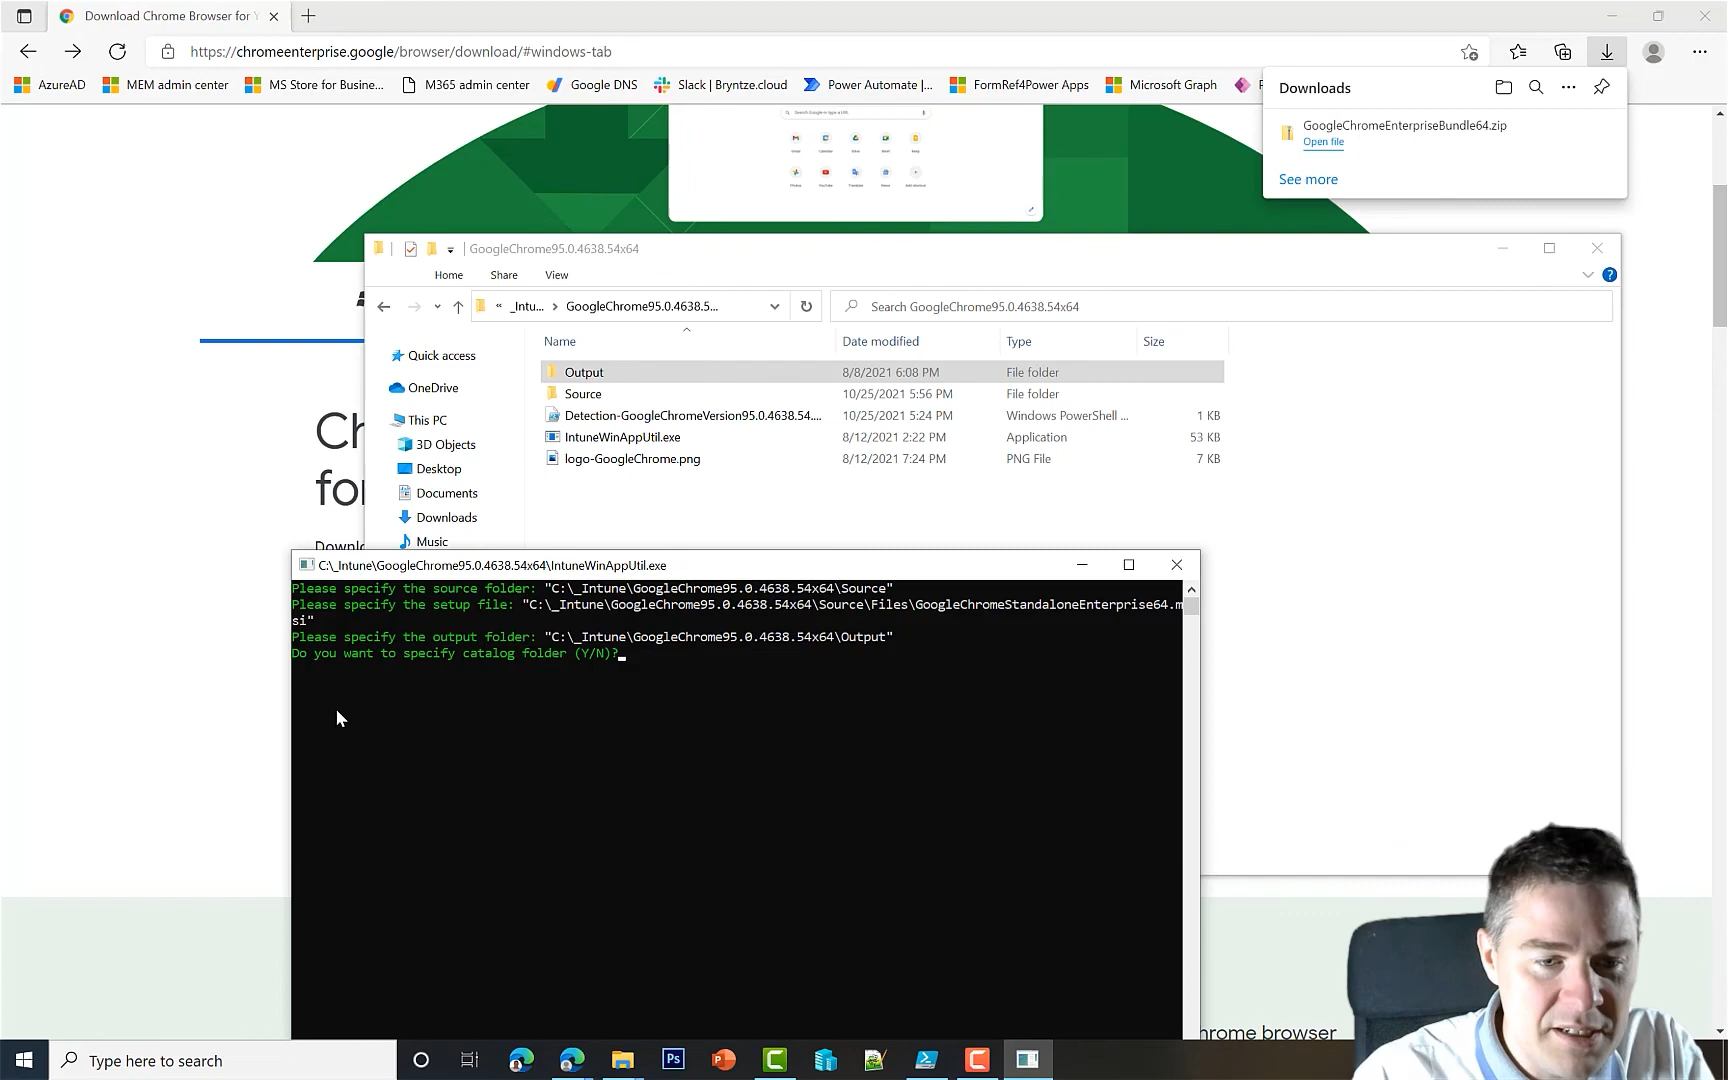 Download Chrome Browser for Y
https://chromeenterprise.google/browser/download/#windows-tab
AzureAD
MEM admin center
MS Store for Busine...
M365 admin center
Google DNS
Slack | Bryntze.cloud
Power Automate |...
FormRef4Power Apps
Microsoft Graph
Downloads
GoogleChromeEnterpriseBundle64.zip
Open file
See more
GoogleChrome95.0.4638.54x64
Home
Share
View
« _Intu... > GoogleChrome95.0.4638.5...
Search GoogleChrome95.0.4638.54x64
Name
Date modified
Type
Size
Quick access
OneDrive
This PC
3D Objects
Desktop
Documents
Downloads
Music
Output 8/8/2021 6:08 PM File folder
Source 10/25/2021 5:56 PM File folder
Detection-GoogleChromeVersion95.0.4638.54.... 10/25/2021 5:24 PM Windows PowerShell ... 1 KB
IntuneWinAppUtil.exe 8/12/2021 2:22 PM Application 53 KB
logo-GoogleChrome.png 8/12/2021 7:24 PM PNG File 7 KB
Ch
for
Downlo
C:\_Intune\GoogleChrome95.0.4638.54x64\IntuneWinAppUtil.exe
Please specify the source folder: "C:\_Intune\GoogleChrome95.0.4638.54x64\Source"
Please specify the setup file: "C:\_Intune\GoogleChrome95.0.4638.54x64\Source\Files\GoogleChromeStandaloneEnterprise64.m
si"
Please specify the output folder: "C:\_Intune\GoogleChrome95.0.4638.54x64\Output"
Do you want to specify catalog folder (Y/N)?
hrome browser
Type here to search
Ps